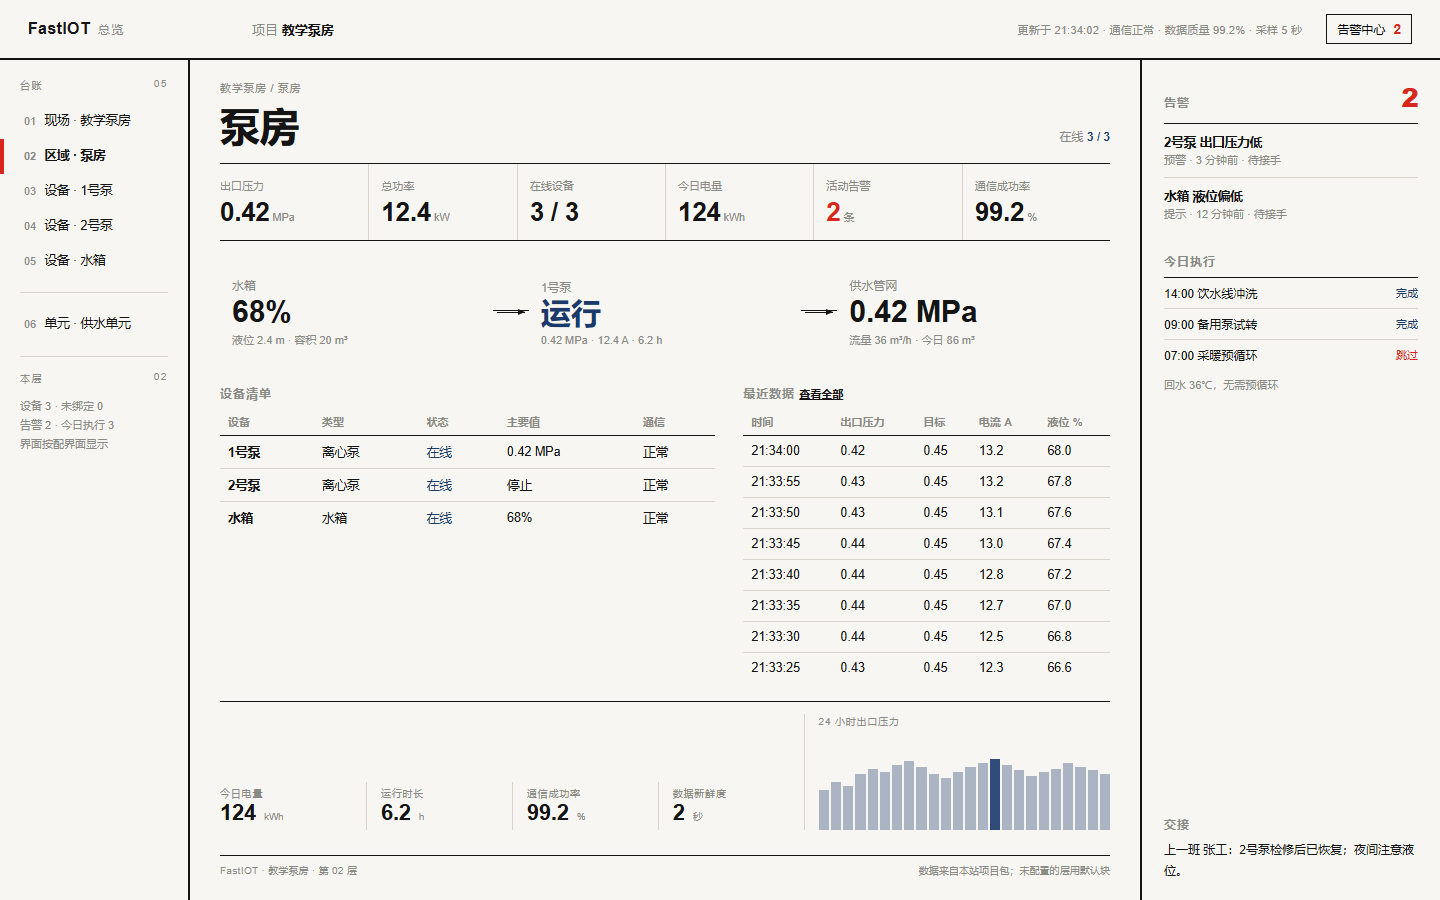 FastIOT 总览
项目 教学泵房
更新于 21:34:02 · 通信正常 · 数据质量 99.2% · 采样 5 秒
告警中心 2
台账 05
01 现场 · 教学泵房
02 区域 · 泵房
03 设备 · 1号泵
04 设备 · 2号泵
05 设备 · 水箱
06 单元 · 供水单元
本层 02
设备 3 · 未绑定 0
告警 2 · 今日执行 3
界面按配界面显示
教学泵房 / 泵房
泵房
在线 3 / 3
出口压力 总功率 在线设备 今日电量 活动告警 通信成功率
0.42 MPa 12.4 kW 3 / 3 124 kWh 2 条 99.2 %
水箱
68%
液位 2.4 m · 容积 20 m³
1号泵
运行
0.42 MPa · 12.4 A · 6.2 h
供水管网
0.42 MPa
流量 36 m³/h · 今日 86 m³
设备清单
设备 类型 状态 主要值 通信
1号泵 离心泵 在线 0.42 MPa 正常
2号泵 离心泵 在线 停止 正常
水箱 水箱 在线 68% 正常
最近数据 查看全部
时间 出口压力 目标 电流 A 液位 %
21:34:00 0.42 0.45 13.2 68.0
21:33:55 0.43 0.45 13.2 67.8
21:33:50 0.43 0.45 13.1 67.6
21:33:45 0.44 0.45 13.0 67.4
21:33:40 0.44 0.45 12.8 67.2
21:33:35 0.44 0.45 12.7 67.0
21:33:30 0.44 0.45 12.5 66.8
21:33:25 0.43 0.45 12.3 66.6
今日电量 运行时长 通信成功率 数据新鲜度
124 kWh 6.2 h 99.2 % 2 秒
24 小时出口压力
FastIOT · 教学泵房 · 第 02 层
数据来自本站项目包；未配置的层用默认块
告警 2
2号泵 出口压力低
预警 · 3 分钟前 · 待接手
水箱 液位偏低
提示 · 12 分钟前 · 待接手
今日执行
14:00 饮水线冲洗 完成
09:00 备用泵试转 完成
07:00 采暖预循环 跳过
回水 36℃，无需预循环
交接
上一班 张工：2号泵检修后已恢复；夜间注意液
位。